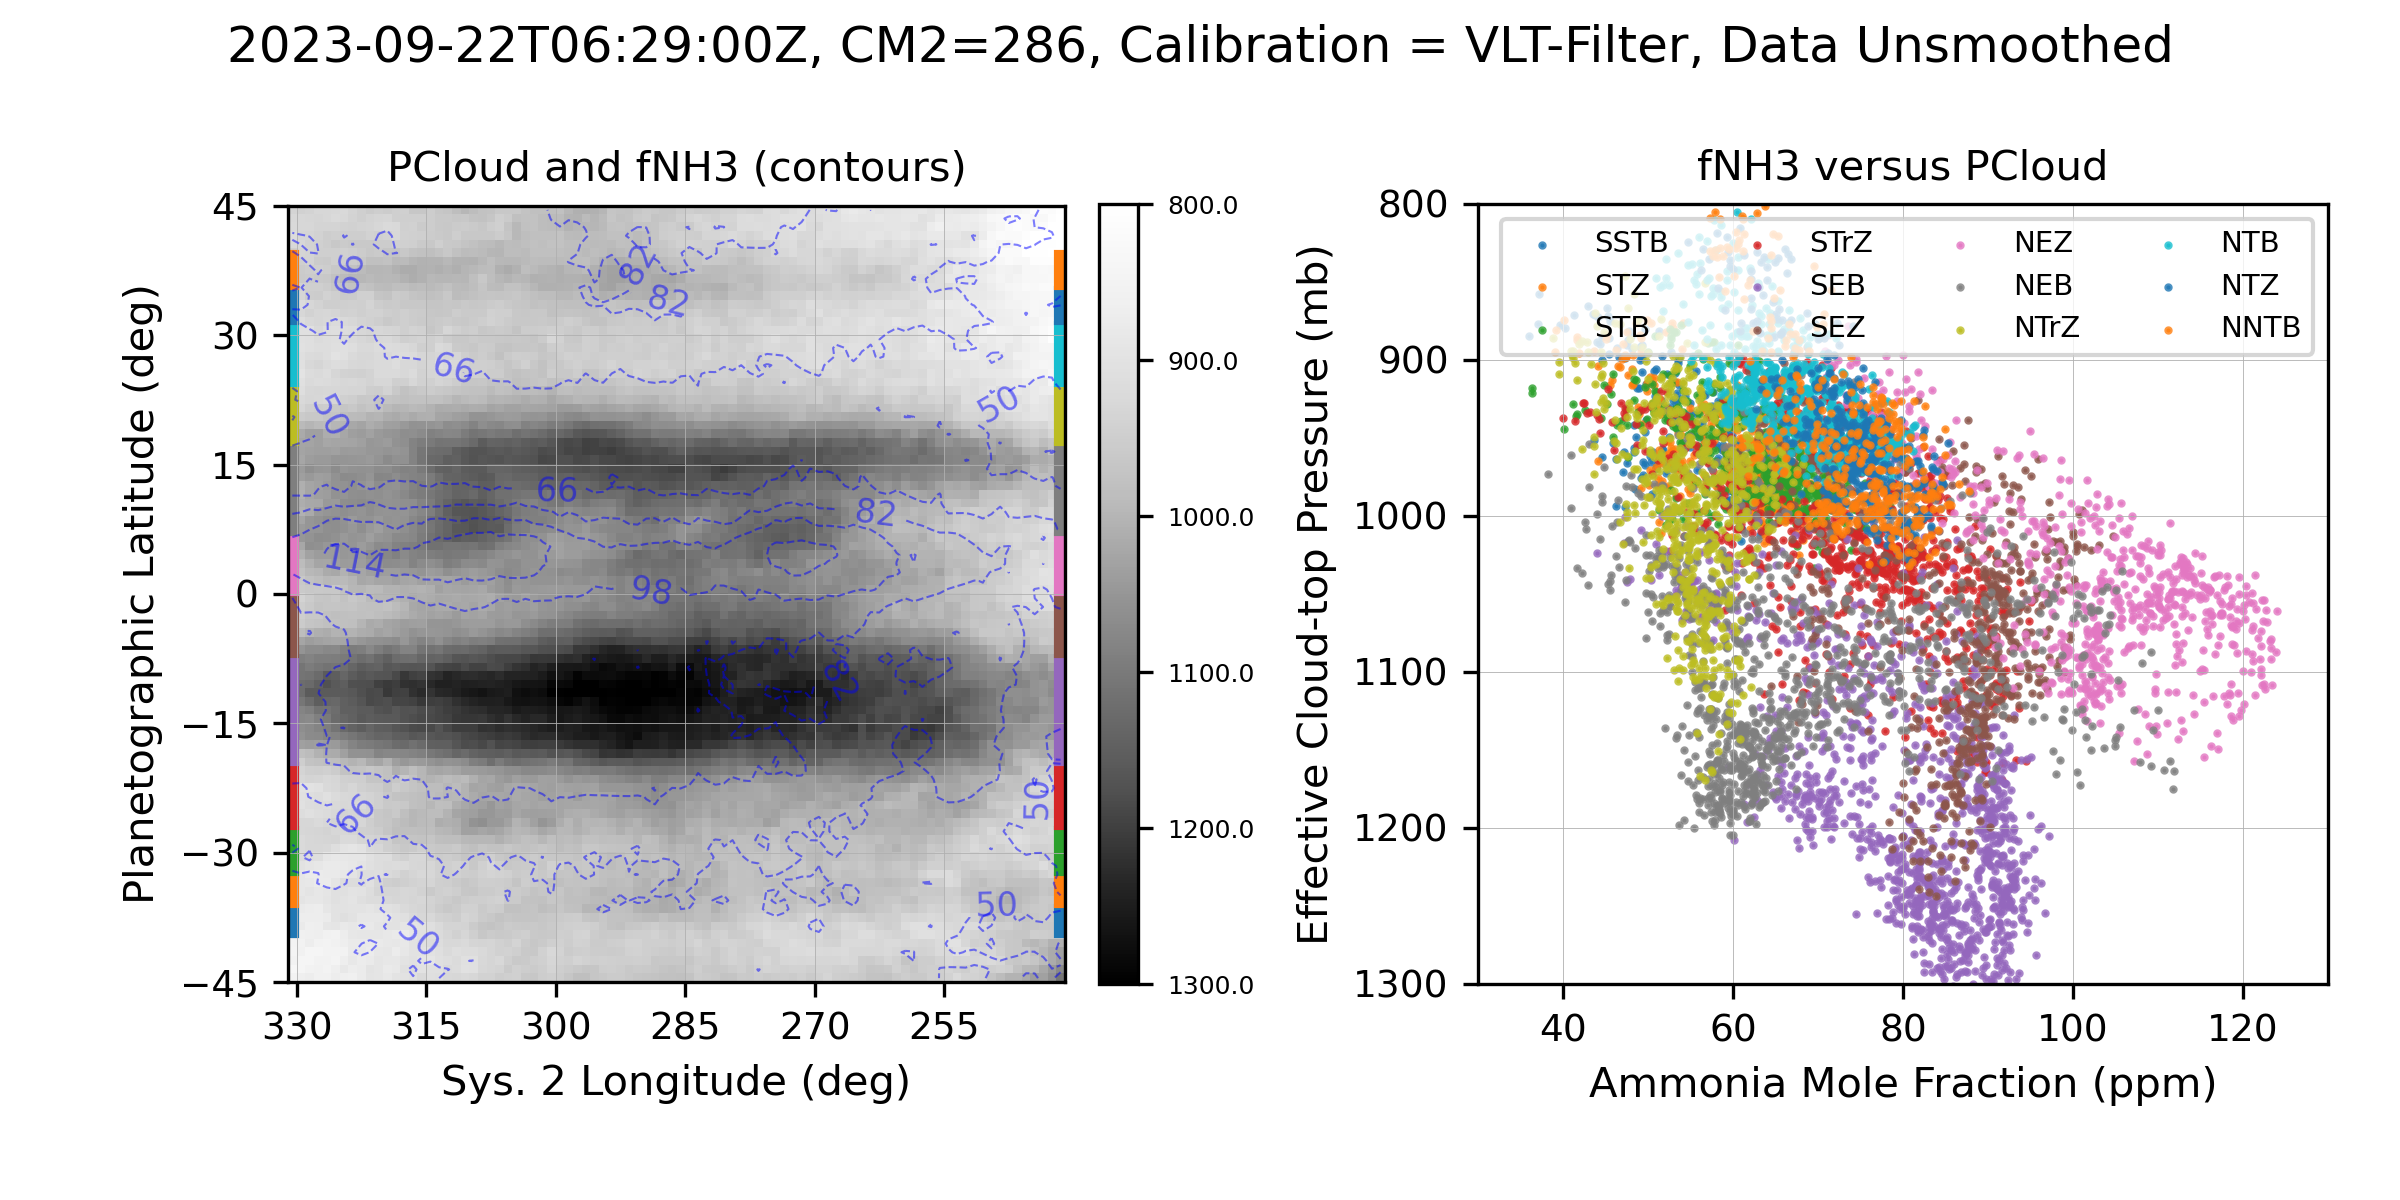 2023-09-22T06:29:00Z, CM2=286, Calibration = VLT-Filter, Data Unsmoothed
PCloud and fNH3 (contours)
Planetographic Latitude (deg)
45
30
15
0
−15
−30
−45
330 315 300 285 270 255
Sys. 2 Longitude (deg)
66
82
82
66
50
50
66
82
114
98
82
66
50
50
50
800.0
900.0
1000.0
1100.0
1200.0
1300.0
fNH3 versus PCloud
Effective Cloud-top Pressure (mb)
800
900
1000
1100
1200
1300
SSTB STrZ NEZ NTB
STZ SEB NEB NTZ
STB SEZ NTrZ NNTB
40 60 80 100 120
Ammonia Mole Fraction (ppm)